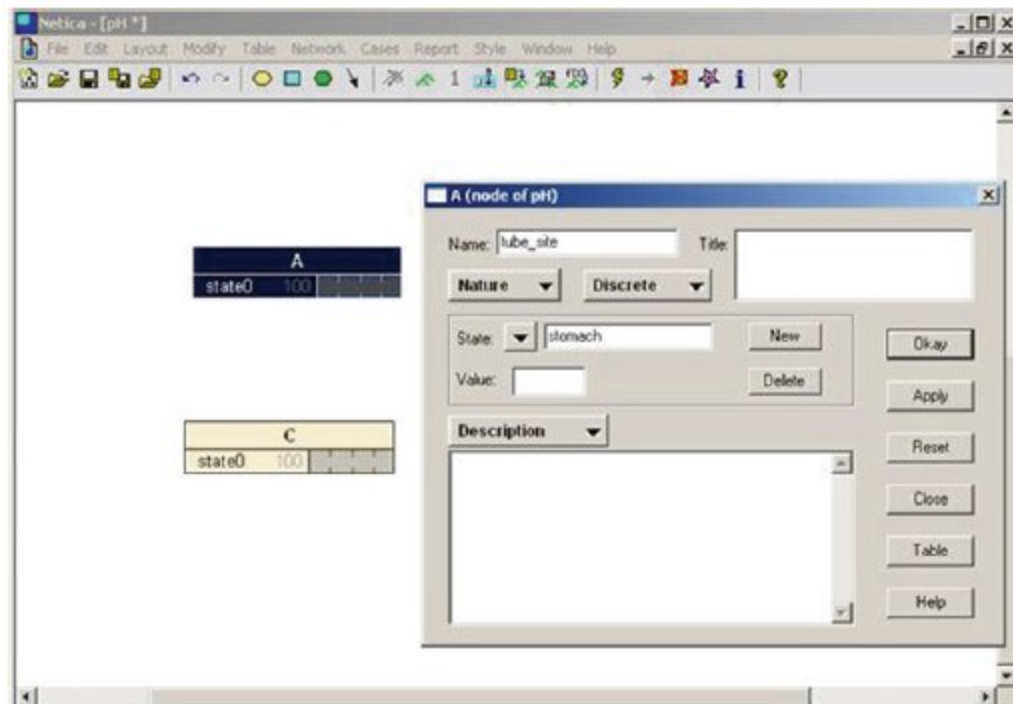 Netica - [pH *]
File Edit Layout Modify Table Network Cases Report Style Window Help
1
A (node of pH)
Name: tube_site Title:
Nature Discrete
State: stomach New
Value: Delete
Description
Okay
Apply
Reset
Close
Table
Help
A
state0 100
C
state0 100